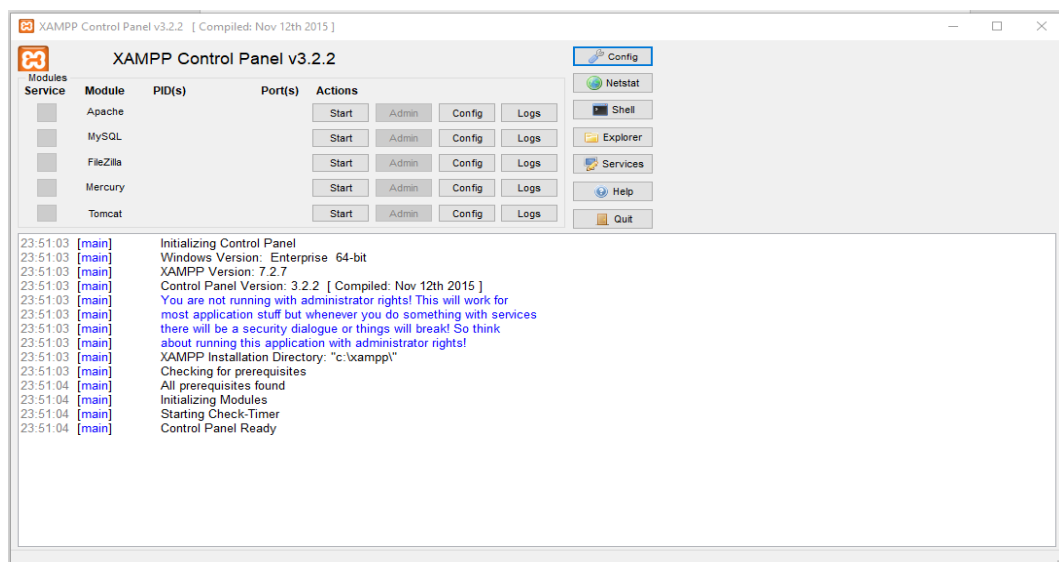 XAMPP Control Panel v3.2.2 [ Compiled: Nov 12th 2015 ]
XAMPP Control Panel v3.2.2
Config
Modules
Service Module PID(s) Port(s) Actions
Netstat
Apache Start Admin Config Logs
Shell
MySQL Start Admin Config Logs
Explorer
FileZilla Start Admin Config Logs
Services
Mercury Start Admin Config Logs
Help
Tomcat Start Admin Config Logs
Quit
23:51:03 [main] Initializing Control Panel
23:51:03 [main] Windows Version: Enterprise 64-bit
23:51:03 [main] XAMPP Version: 7.2.7
23:51:03 [main] Control Panel Version: 3.2.2 [ Compiled: Nov 12th 2015 ]
23:51:03 [main] You are not running with administrator rights! This will work for
23:51:03 [main] most application stuff but whenever you do something with services
23:51:03 [main] there will be a security dialogue or things will break! So think
23:51:03 [main] about running this application with administrator rights!
23:51:03 [main] XAMPP Installation Directory: "c:\xampp\"
23:51:03 [main] Checking for prerequisites
23:51:04 [main] All prerequisites found
23:51:04 [main] Initializing Modules
23:51:04 [main] Starting Check-Timer
23:51:04 [main] Control Panel Ready